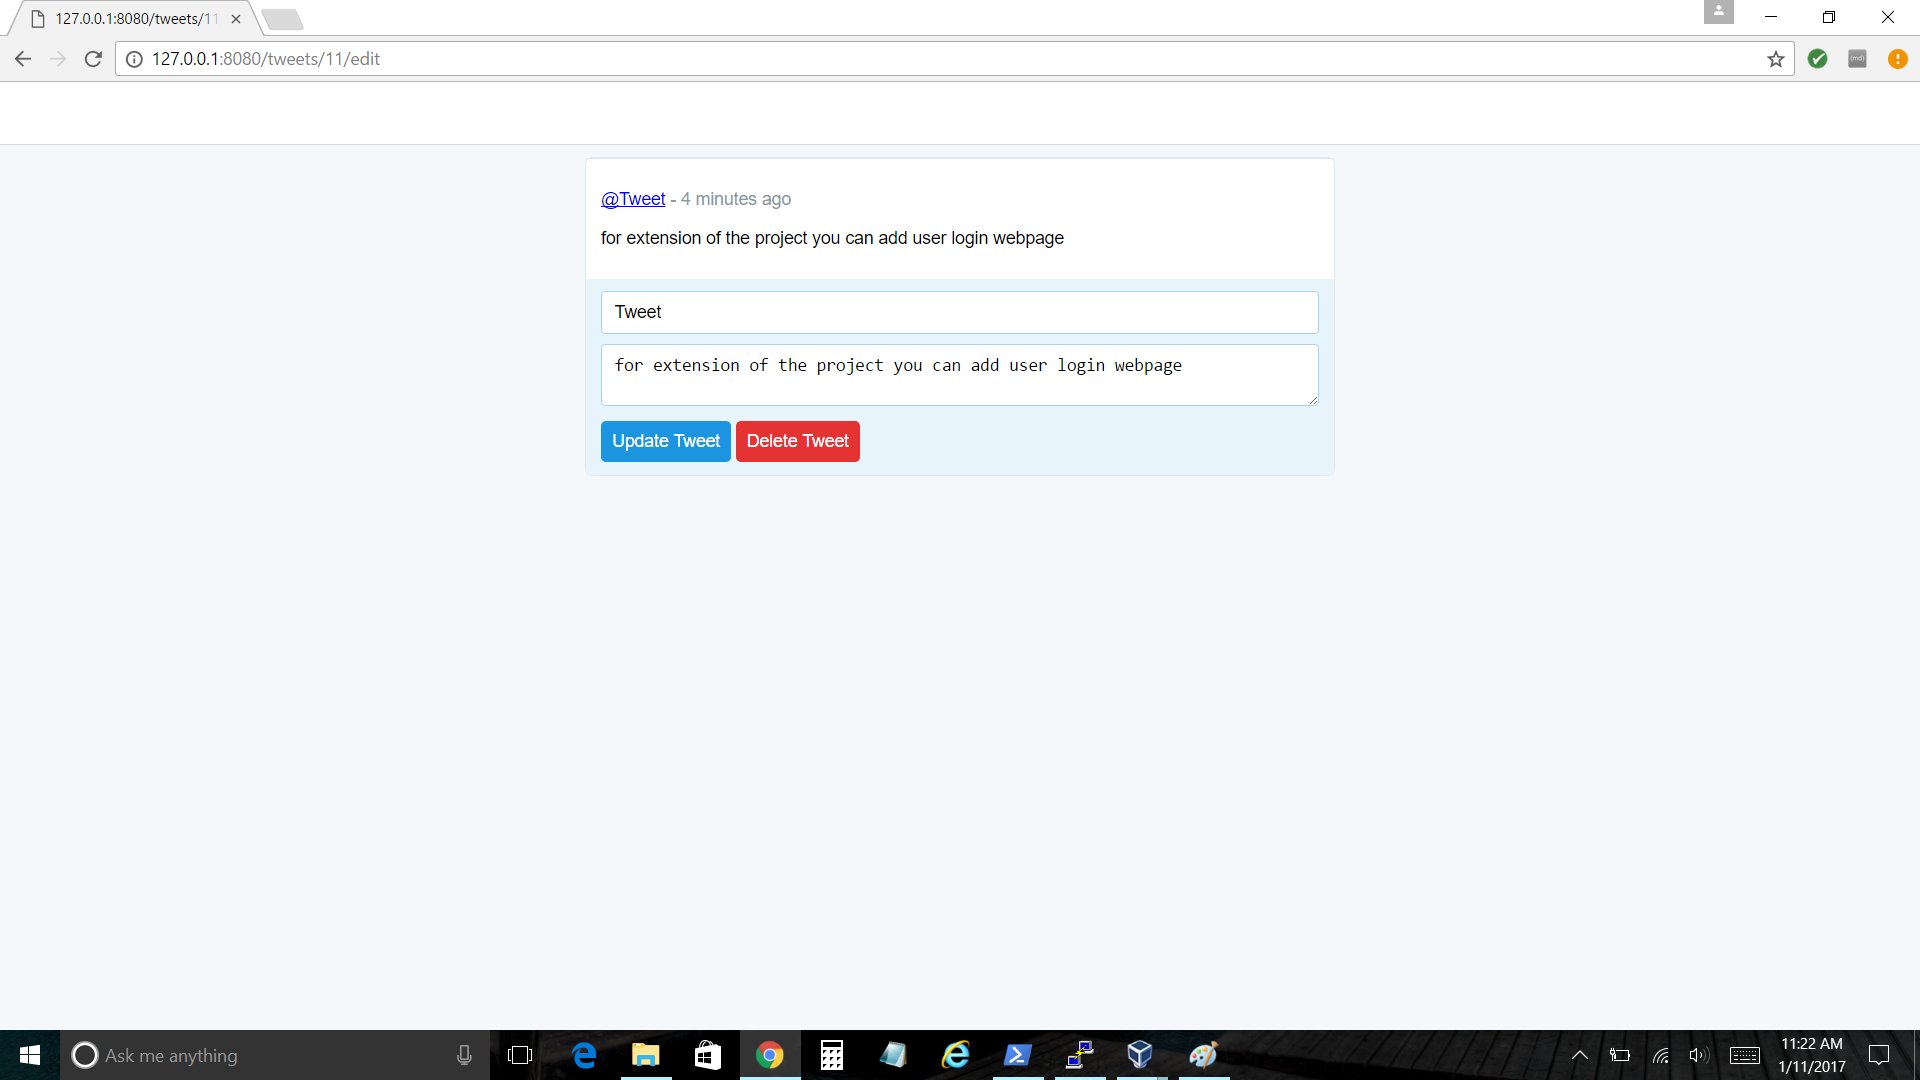 127.0.0.1:8080/tweets/11
127.0.0.1:8080/tweets/11/edit
@Tweet - 4 minutes ago
for extension of the project you can add user login webpage
Tweet
for extension of the project you can add user login webpage
Update Tweet Delete Tweet
Ask me anything
11:22 AM
1/11/2017